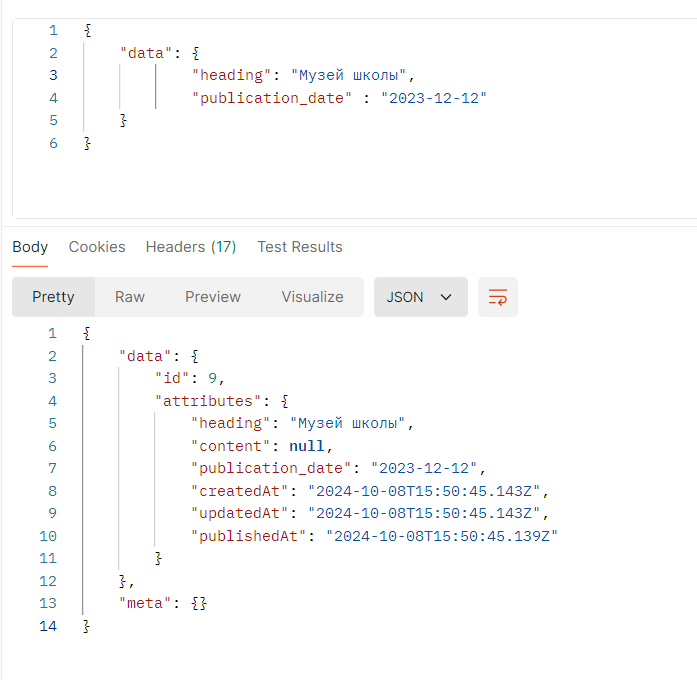 1 {
2 "data": {
3 "heading": "Музей школы",
4 "publication_date" : "2023-12-12"
5 }
6 }
Body Cookies Headers (17) Test Results
Pretty Raw Preview Visualize JSON
1 {
2 "data": {
3 "id": 9,
4 "attributes": {
5 "heading": "Музей школы",
6 "content": null,
7 "publication_date": "2023-12-12",
8 "createdAt": "2024-10-08T15:50:45.143Z",
9 "updatedAt": "2024-10-08T15:50:45.143Z",
10 "publishedAt": "2024-10-08T15:50:45.139Z"
11 }
12 },
13 "meta": {}
14 }